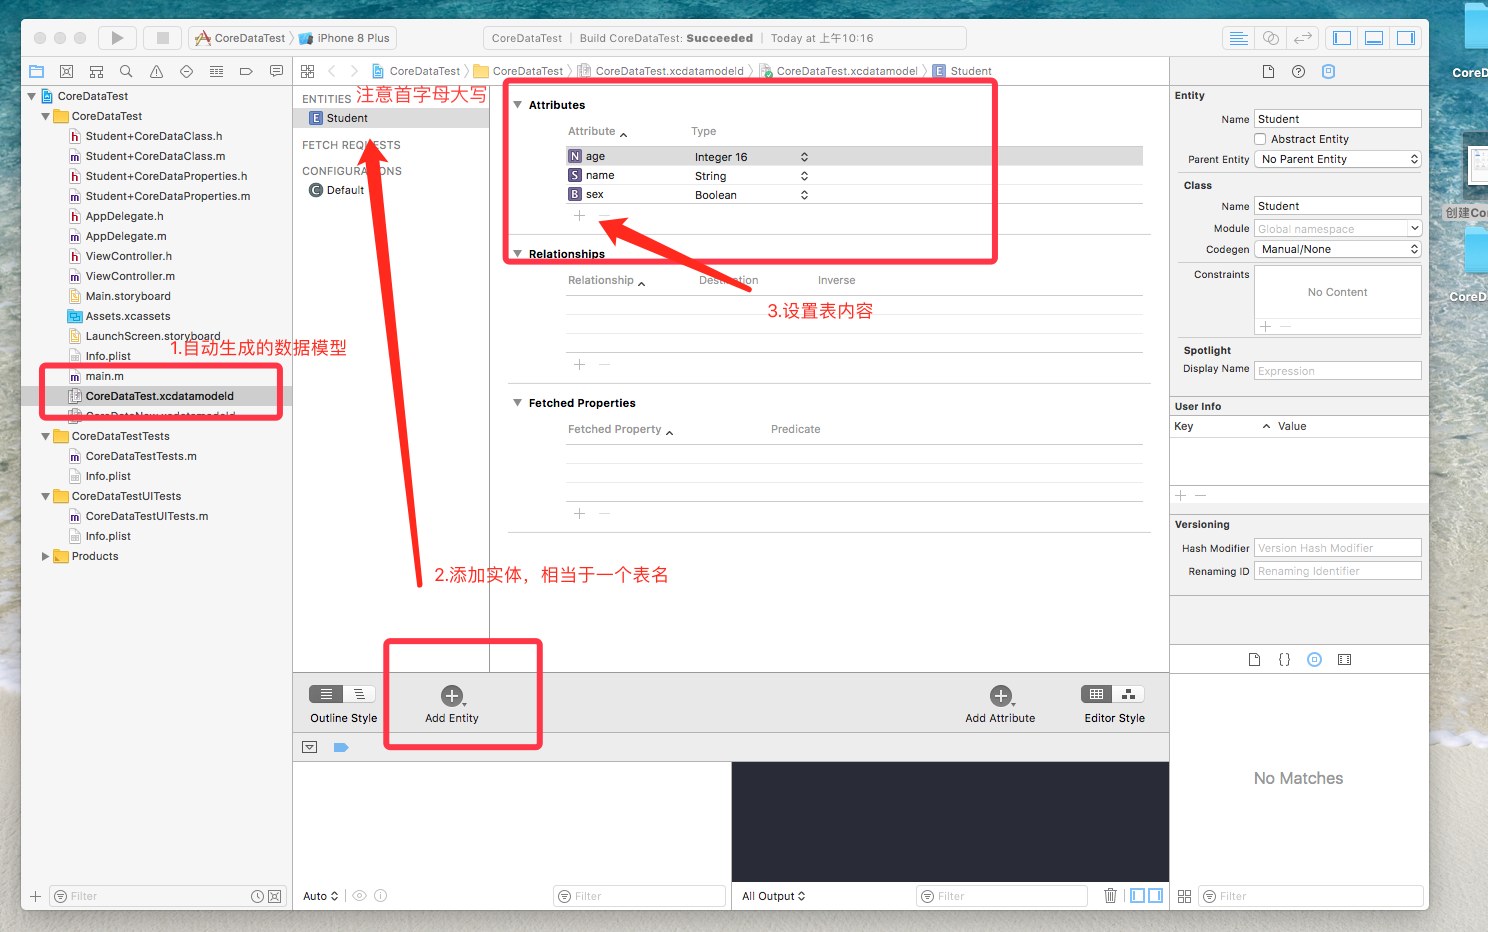 CoreDataTest
iPhone 8 Plus
CoreDataTest | Build CoreDataTest: Succeeded | Today at 上午10:16
CoreDataTest
CoreDataTest
CoreDataTest.xcdatamodeld
CoreDataTest.xcdatamodel
Student
CoreDataTest
CoreDataTest
Student+CoreDataClass.h
Student+CoreDataClass.m
Student+CoreDataProperties.h
Student+CoreDataProperties.m
AppDelegate.h
AppDelegate.m
ViewController.h
ViewController.m
Main.storyboard
Assets.xcassets
LaunchScreen.storyboard
1.自动生成的数据模型
Info.plist
main.m
CoreDataTest.xcdatamodeld
CoreDataNew.xcdatamodeld
CoreDataTestTests
CoreDataTestTests.m
Info.plist
CoreDataTestUITests
CoreDataTestUITests.m
Info.plist
Products
Filter
ENTITIES
注意首字母大写
Student
FETCH REQUESTS
CONFIGURATIONS
Default
Attributes
Attribute
Type
age
Integer 16
name
String
sex
Boolean
Relationships
Relationship
Destination
Inverse
3.设置表内容
Fetched Properties
Fetched Property
Predicate
2.添加实体，相当于一个表名
Outline Style
Add Entity
Add Attribute
Editor Style
Auto
Filter
All Output
Filter
Entity
Name
Student
Abstract Entity
Parent Entity
No Parent Entity
Class
Name
Student
Module
Global namespace
Codegen
Manual/None
Constraints
No Content
Spotlight
Display Name
Expression
User Info
Key
Value
Versioning
Hash Modifier
Version Hash Modifier
Renaming ID
Renaming Identifier
No Matches
Filter